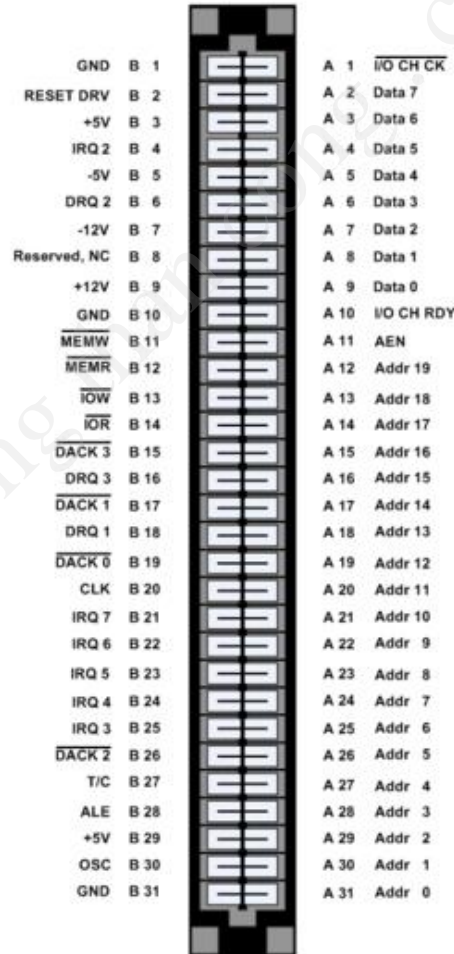 GND B 1 A 1 I/O CH CK
RESET DRV B 2 A 2 Data 7
+5V B 3 A 3 Data 6
IRQ 2 B 4 A 4 Data 5
-5V B 5 A 5 Data 4
DRQ 2 B 6 A 6 Data 3
-12V B 7 A 7 Data 2
Reserved, NC B 8 A 8 Data 1
+12V B 9 A 9 Data 0
GND B 10 A 10 I/O CH RDY
MEMW B 11 A 11 AEN
MEMR B 12 A 12 Addr 19
IOW B 13 A 13 Addr 18
IOR B 14 A 14 Addr 17
DACK 3 B 15 A 15 Addr 16
DRQ 3 B 16 A 16 Addr 15
DACK 1 B 17 A 17 Addr 14
DRQ 1 B 18 A 18 Addr 13
DACK 0 B 19 A 19 Addr 12
CLK B 20 A 20 Addr 11
IRQ 7 B 21 A 21 Addr 10
IRQ 6 B 22 A 22 Addr 9
IRQ 5 B 23 A 23 Addr 8
IRQ 4 B 24 A 24 Addr 7
IRQ 3 B 25 A 25 Addr 6
DACK 2 B 26 A 26 Addr 5
T/C B 27 A 27 Addr 4
ALE B 28 A 28 Addr 3
+5V B 29 A 29 Addr 2
OSC B 30 A 30 Addr 1
GND B 31 A 31 Addr 0